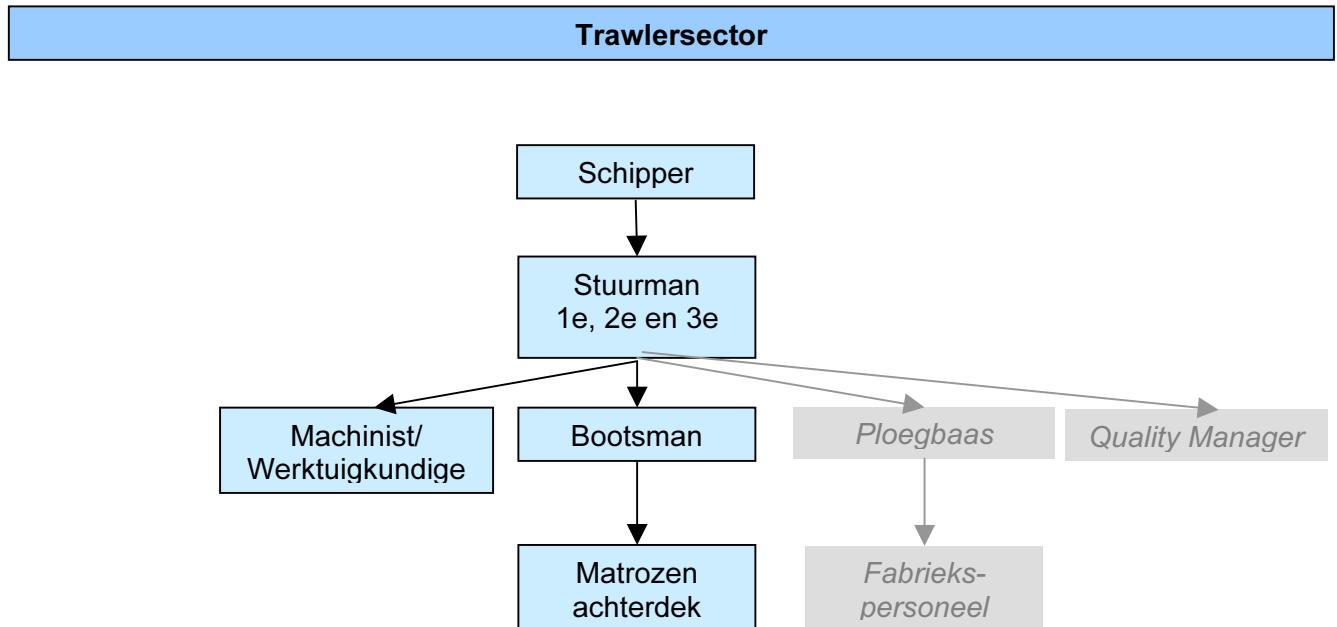 Trawlersector
Schipper
Stuurman
1e, 2e en 3e
Machinist/
Werktuigkundige
Bootsman
Ploegbaas
Quality Manager
Matrozen
achterdek
Fabrieks-
personeel